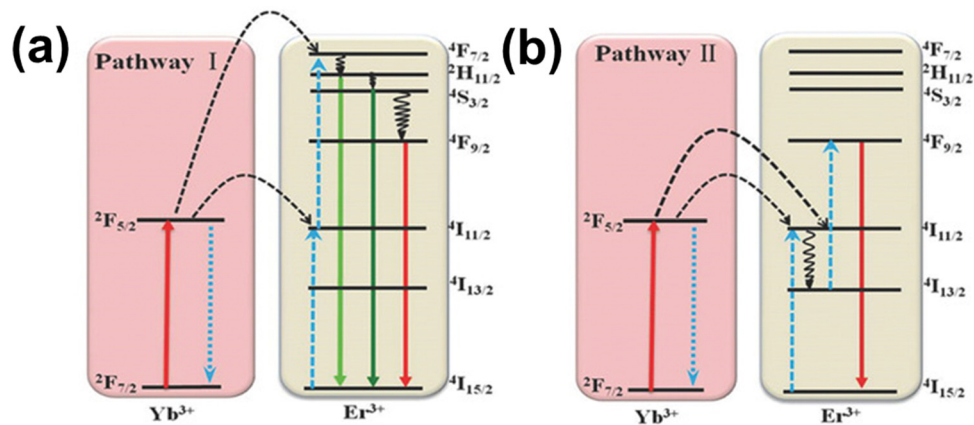 (a)
Pathway I
⁴F₇/₂
²H₁₁/₂
⁴S₃/₂
⁴F₉/₂
²F₅/₂
⁴I₁₁/₂
⁴I₁₃/₂
²F₇/₂
⁴I₁₅/₂
Yb³⁺
Er³⁺
(b)
Pathway II
⁴F₇/₂
²H₁₁/₂
⁴S₃/₂
⁴F₉/₂
²F₅/₂
⁴I₁₁/₂
⁴I₁₃/₂
²F₇/₂
⁴I₁₅/₂
Yb³⁺
Er³⁺